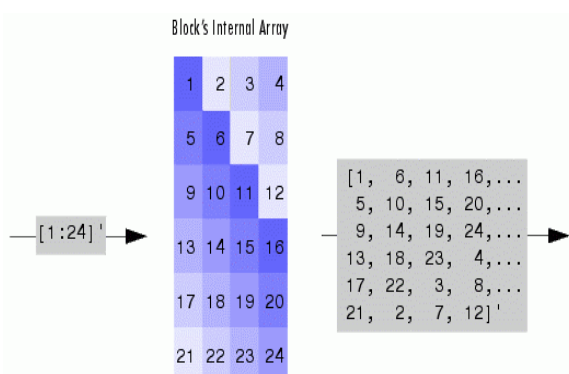 Block's Internal Array
1 2 3 4
5 6 7 8
9 10 11 12
13 14 15 16
17 18 19 20
21 22 23 24
[1:24]'
[1, 6, 11, 16,...
5, 10, 15, 20,...
9, 14, 19, 24,...
13, 18, 23, 4,...
17, 22, 3, 8,...
21, 2, 7, 12]'